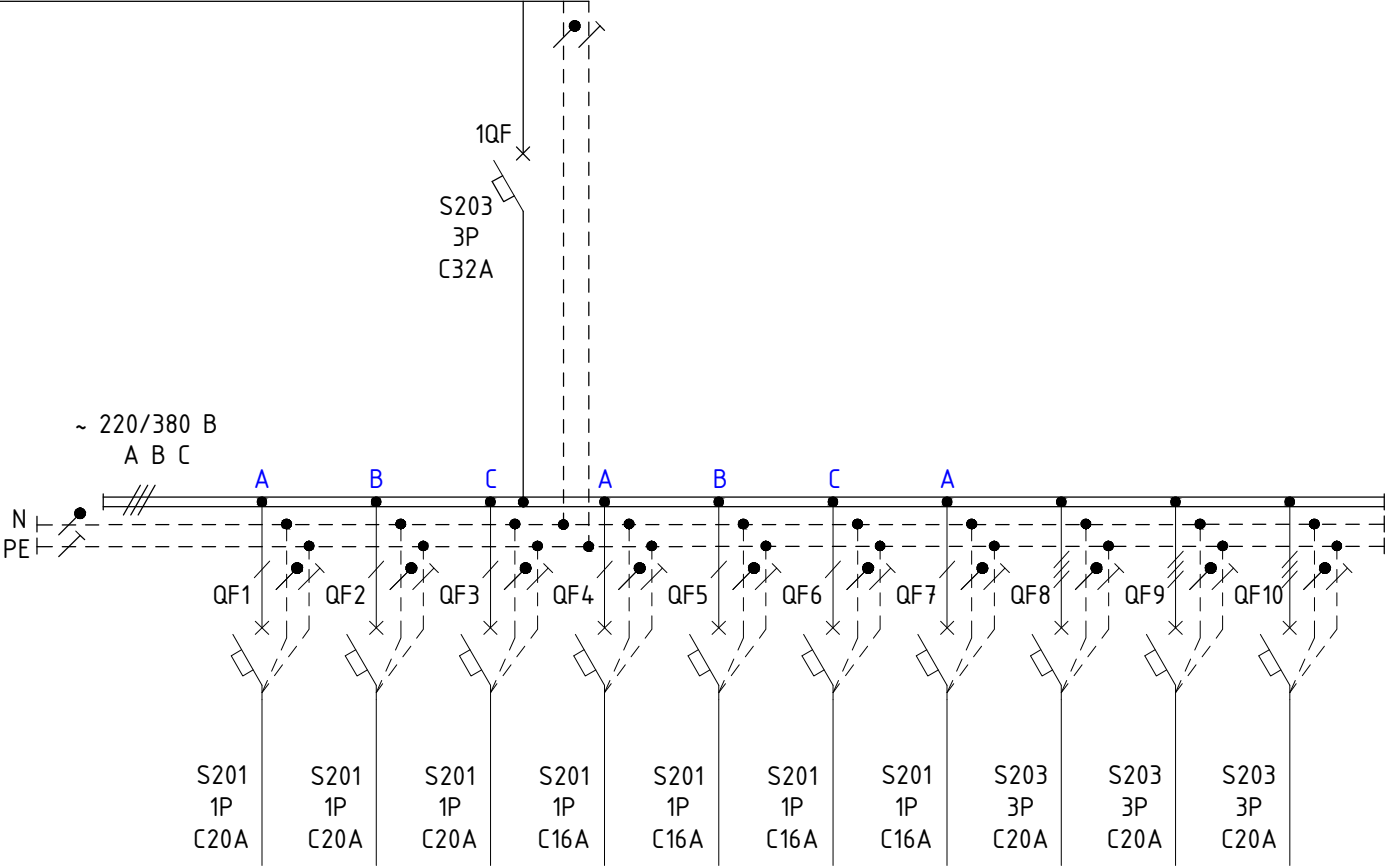 1QF
S203
3P
C32A
~ 220/380 В
A B C
A B C A B C A
N
PE
QF1 QF2 QF3 QF4 QF5 QF6 QF7 QF8 QF9 QF10
S201 S201 S201 S201 S201 S201 S201 S203 S203 S203
1P 1P 1P 1P 1P 1P 1P 3P 3P 3P
C20A C20A C20A C16A C16A C16A C16A C20A C20A C20A